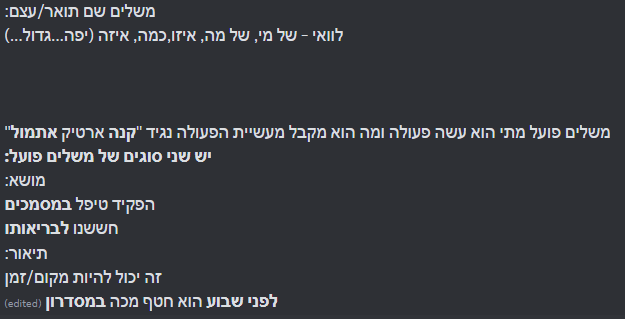 משלים שם תואר/עצם:
לוואי - של מי, של מה, איזו,כמה, איזה (יפה...גדול...)
משלים פועל מתי הוא עשה פעולה ומה הוא מקבל מעשיית הפעולה נגיד "קנה ארטיק אתמול"
יש שני סוגים של משלים פועל:
מושא:
הפקיד טיפל במסמכים
חששנו לבריאותו
תיאור:
זה יכול להיות מקום/זמן
לפני שבוע הוא חטף מכה במסדרון (edited)